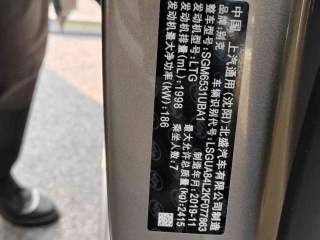 中国 上汽通用(沈阳)北盛汽车有限公司制造
品牌:别克 车辆识别代号:LSGUA84L2KF077863
整车型号:SGM6531UBA1 制造年月:2019-11
发动机型号:LTG 最大允许总质量(kg):2415
发动机排量(mL):1998 乘坐人数:7
发动机最大净功率(kW):186